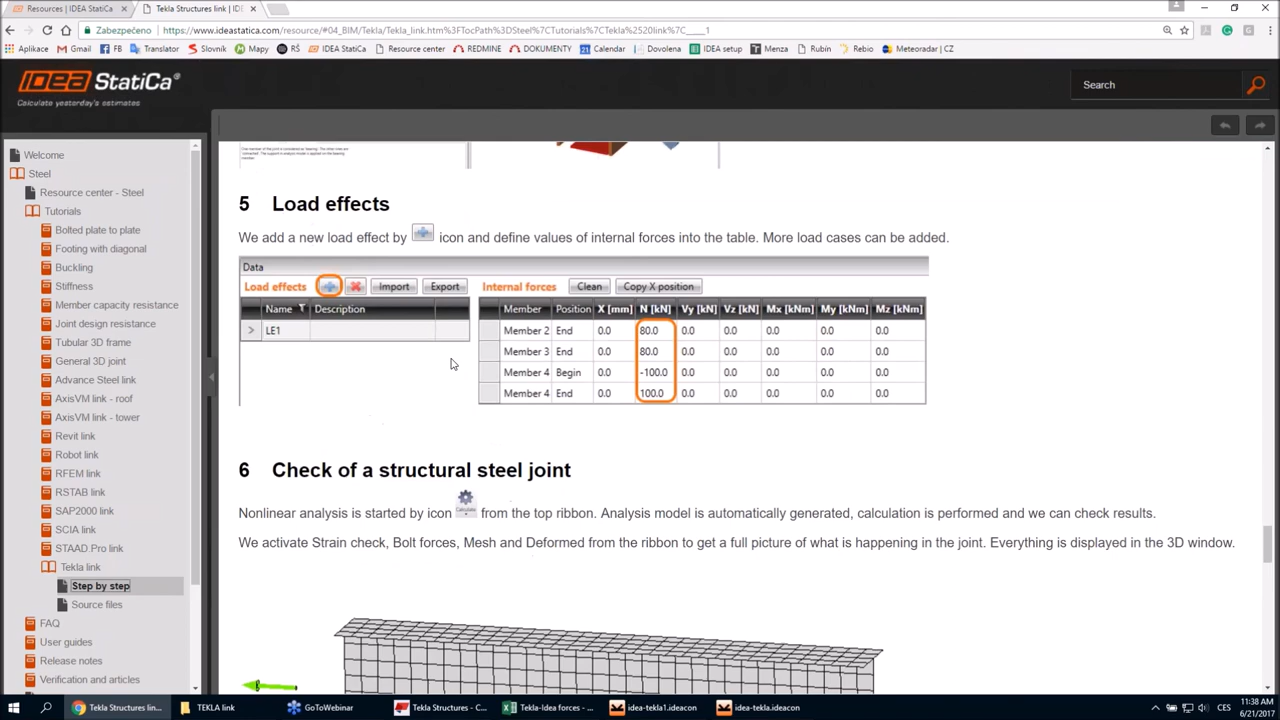 Resources | IDEA StatiCa
Tekla Structures link
Zabezpečeno
https://www.ideastatica.com/resource/#04_BIM/Tekla/Tekla_link.htm%3FTocPath%3DSteel%7CTutorials%7CTekla%2520link%7C____1
Aplikace
Gmail
FB
Translator
Slovník
Mapy
RŠ
IDEA StatiCa
Resource center
REDMINE
DOKUMENTY
Calendar
Dovolena
IDEA setup
Menza
Rubín
Rebio
Meteoradar | CZ
IDEA StatiCa®
Calculate yesterday's estimates
Search
Welcome
Steel
Resource center - Steel
Tutorials
Bolted plate to plate
Footing with diagonal
Buckling
Stiffness
Member capacity resistance
Joint design resistance
Tubular 3D frame
General 3D joint
Advance Steel link
AxisVM link - roof
AxisVM link - tower
Revit link
Robot link
RFEM link
RSTAB link
SAP2000 link
SCIA link
STAAD.Pro link
Tekla link
Step by step
Source files
FAQ
User guides
Release notes
Verification and articles
5 Load effects
We add a new load effect by icon and define values of internal forces into the table. More load cases can be added.
Data
Load effects Import Export Internal forces Clean Copy X position
Name Description Member Position X [mm] N [kN] Vy [kN] Vz [kN] Mx [kNm] My [kNm] Mz [kNm]
LE1 Member 2 End 0.0 80.0 0.0 0.0 0.0 0.0 0.0
Member 3 End 0.0 80.0 0.0 0.0 0.0 0.0 0.0
Member 4 Begin 0.0 -100.0 0.0 0.0 0.0 0.0 0.0
Member 4 End 0.0 100.0 0.0 0.0 0.0 0.0 0.0
6 Check of a structural steel joint
Nonlinear analysis is started by icon Calculate from the top ribbon. Analysis model is automatically generated, calculation is performed and we can check results.
We activate Strain check, Bolt forces, Mesh and Deformed from the ribbon to get a full picture of what is happening in the joint. Everything is displayed in the 3D window.
Tekla Structures lin...
TEKLA link
GoToWebinar
Tekla Structures - C...
Tekla-Idea forces - ...
idea-tekla1.ideacon
idea-tekla.ideacon
CES
11:38 AM
6/21/2017